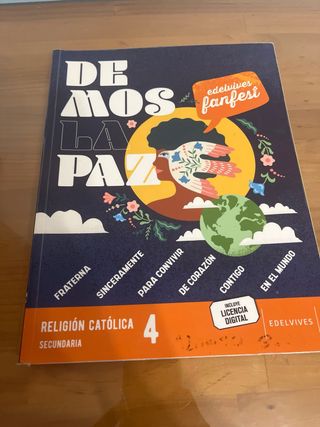 DE
MOS
LA
PAZ
edelvives
fanfest
FRATERNA
SINCERAMENTE
PARA CONVIVIR
DE CORAZÓN
CONTIGO
EN EL MUNDO
RELIGIÓN CATÓLICA 4
SECUNDARIA
INCLUYE
LICENCIA
DIGITAL
EDELVIVES